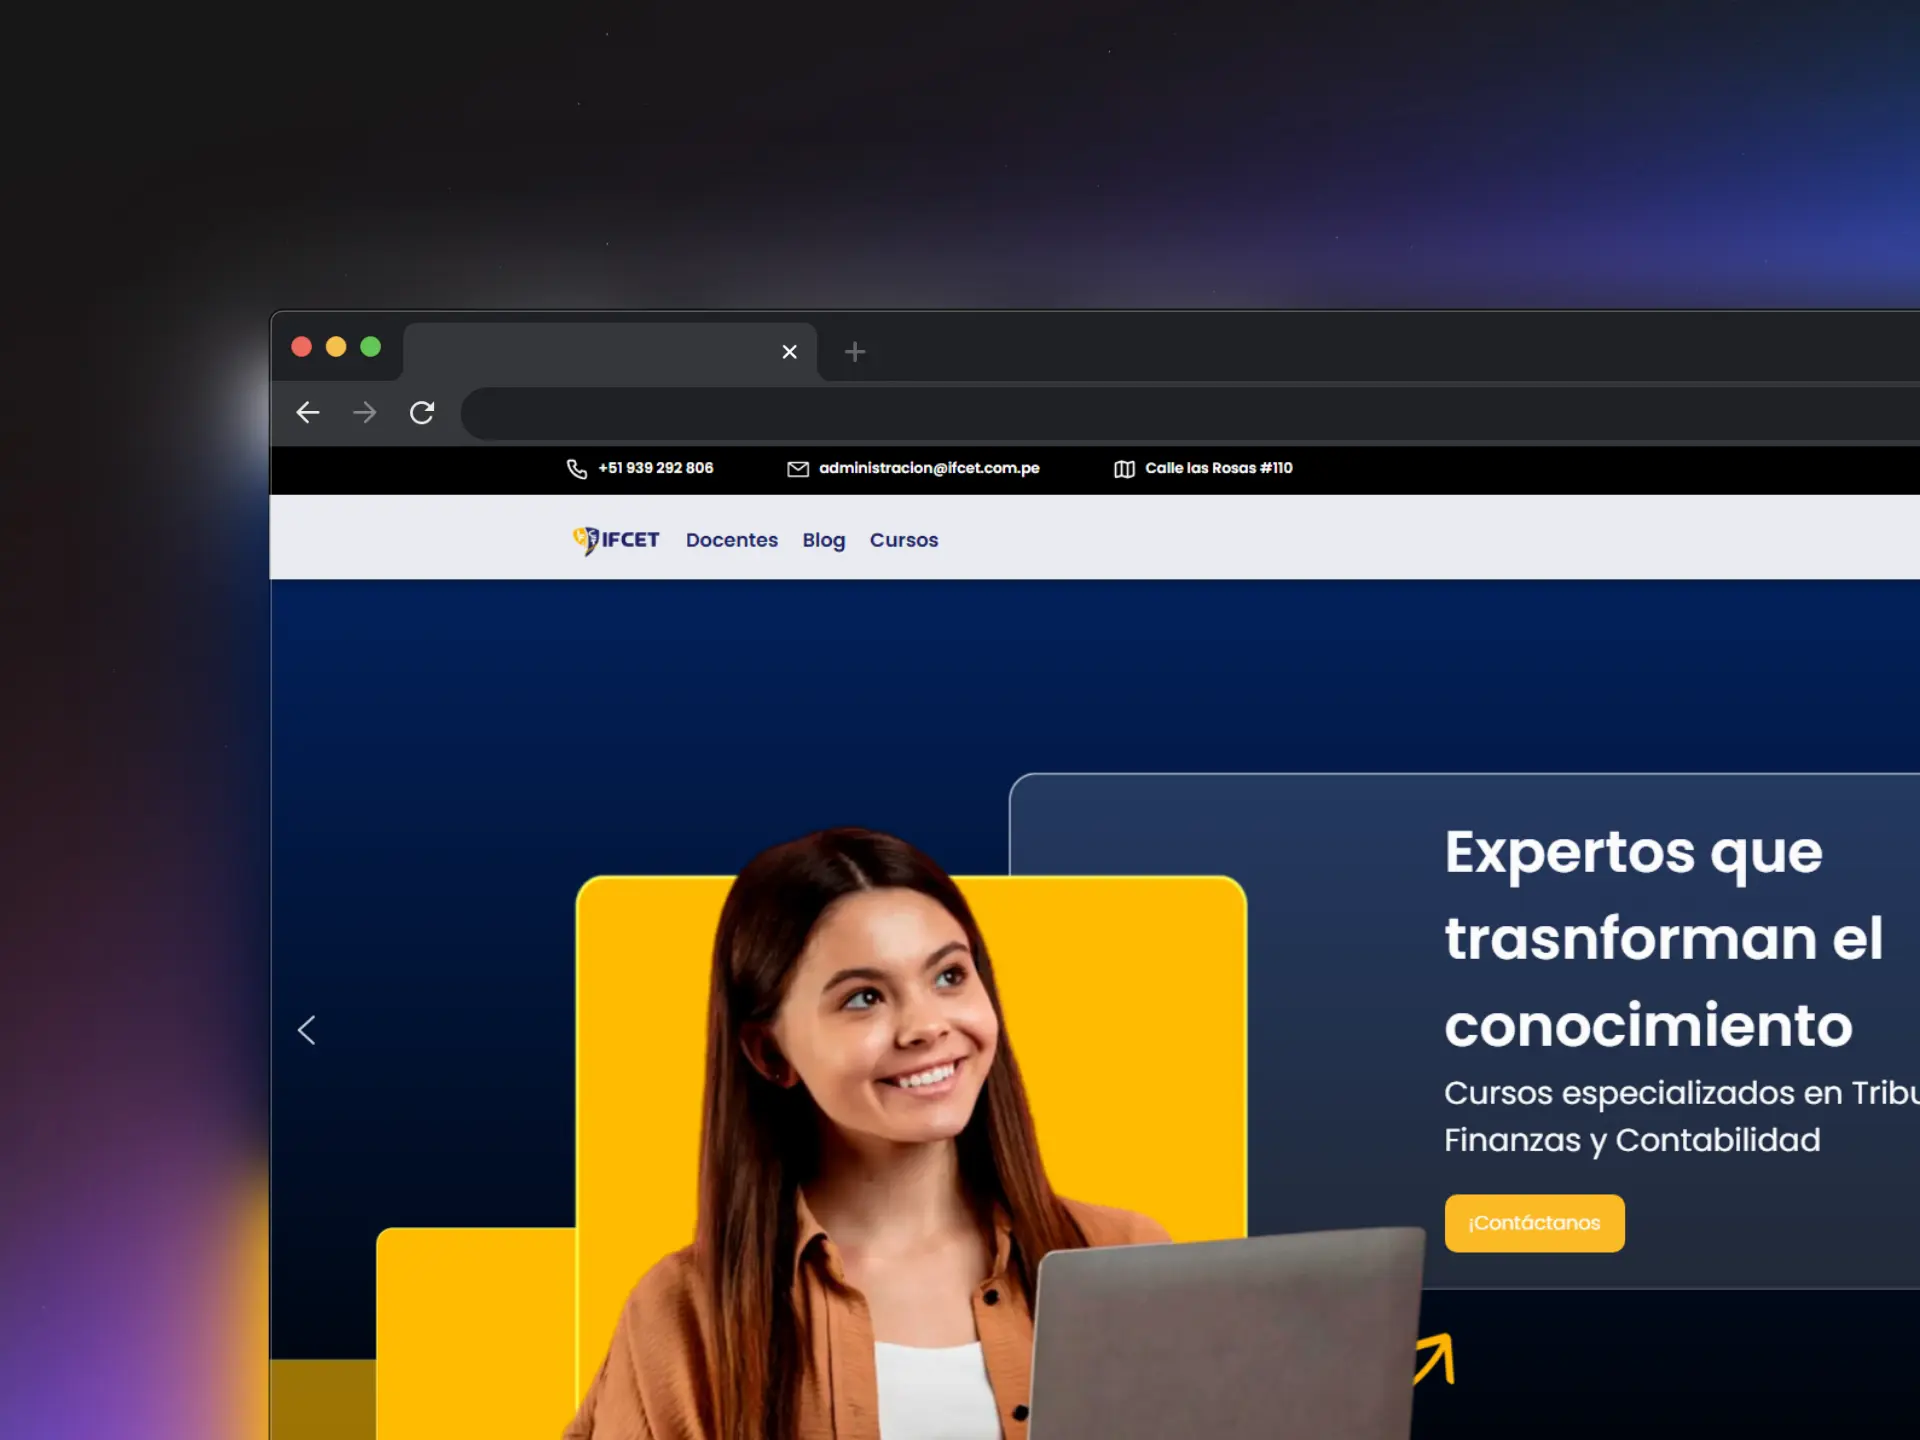 +51 939 292 806 administracion@ifcet.com.pe Calle las Rosas #110
IFCET Docentes Blog Cursos
Expertos que
trasnforman el
conocimiento
Cursos especializados en Tribu
Finanzas y Contabilidad
¡Contáctanos